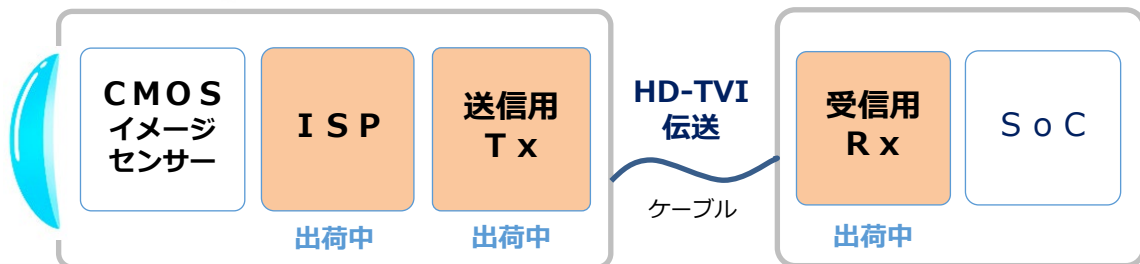 ＣＭＯＳ
イメージ
センサー
ＩＳＰ
送信用
Ｔｘ
HD-TVI
伝送
ケーブル
受信用
Ｒｘ
ＳｏＣ
出荷中
出荷中
出荷中